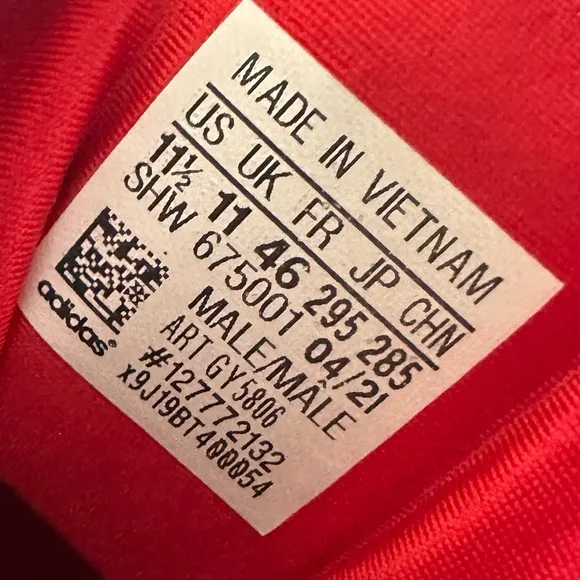 MADE IN VIETNAM
US UK FR JP CHN
11½ 11 46 295 285
SHW 675001 04/21
MALE/MÂLE
ART GY5806
#127772132
x9J19BT400054
adidas®